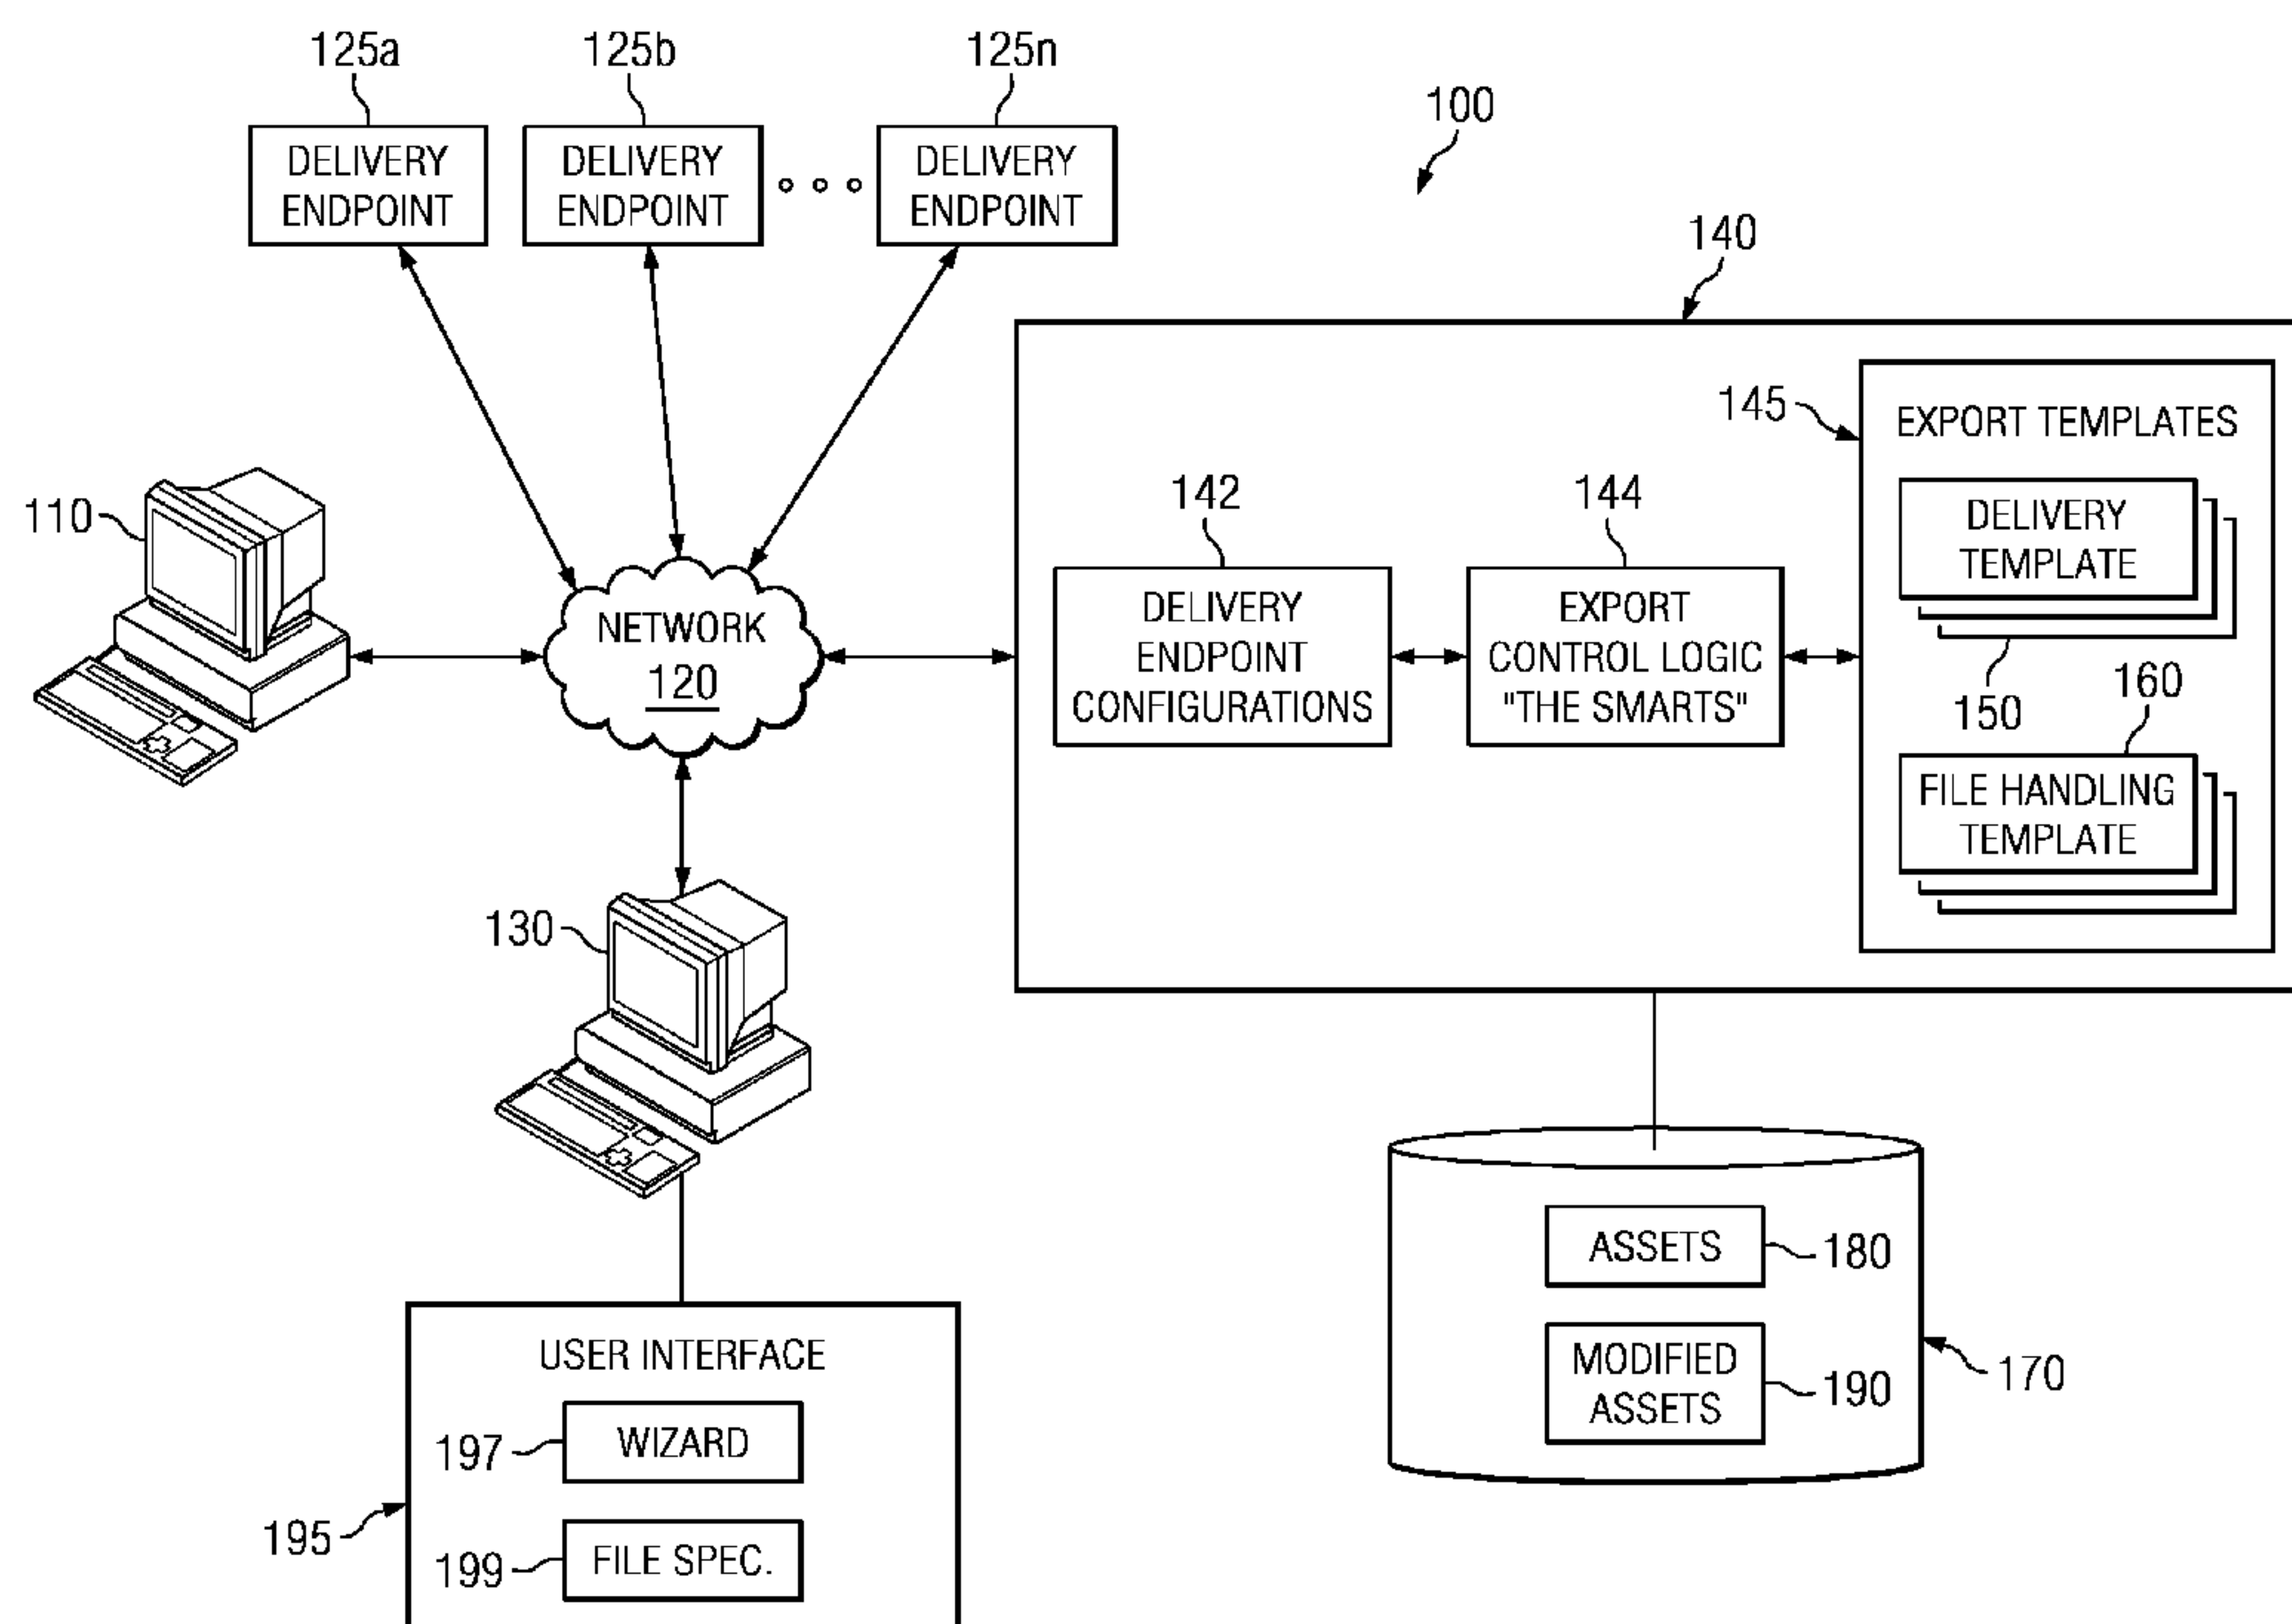 125a
125b
125n
DELIVERY
ENDPOINT
DELIVERY
ENDPOINT
DELIVERY
ENDPOINT
100
140
110
NETWORK
120
142
DELIVERY
ENDPOINT
CONFIGURATIONS
144
EXPORT
CONTROL LOGIC
"THE SMARTS"
145
EXPORT TEMPLATES
DELIVERY
TEMPLATE
150
160
FILE HANDLING
TEMPLATE
130
ASSETS
180
MODIFIED
ASSETS
190
170
USER INTERFACE
197
WIZARD
195
199
FILE SPEC.